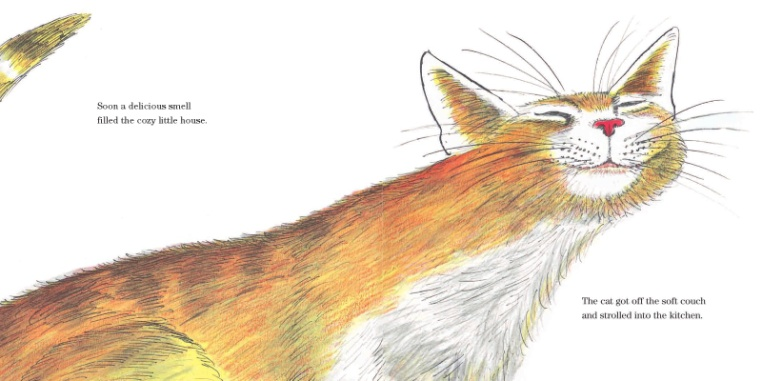 Soon a delicious smell
filled the cozy little house.
The cat got off the soft couch
and strolled into the kitchen.